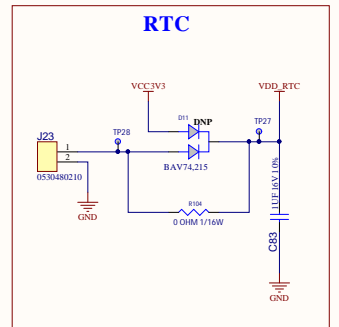 RTC
VCC3V3
VDD_RTC
D11
DNP
TP28
TP27
J23
1
2
0530480210
BAV74,215
GND
R104
0 OHM 1/16W
1UF 16V 10%
C83
GND